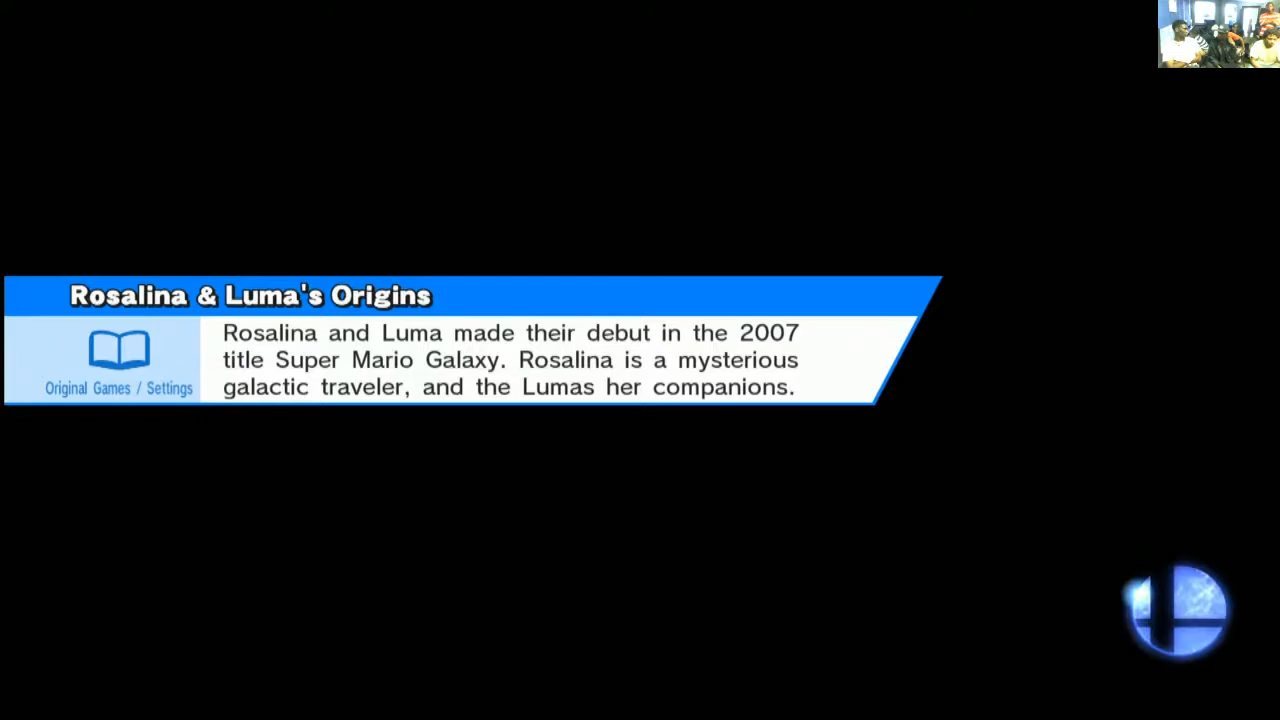 Rosalina & Luma's Origins
Rosalina and Luma made their debut in the 2007
title Super Mario Galaxy. Rosalina is a mysterious
galactic traveler, and the Lumas her companions.
Original Games / Settings